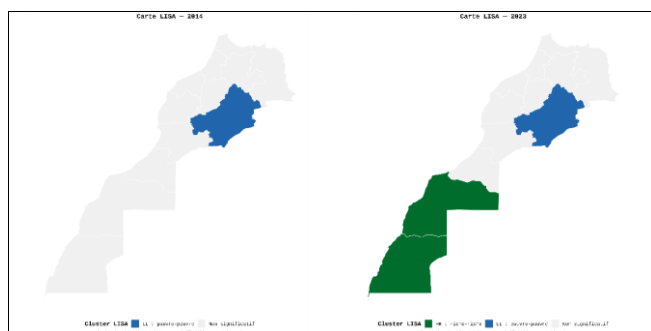 Carte LISA — 2014
Carte LISA — 2023
Cluster LISA LL : pauvre-pauvre Non significatif
Cluster LISA HH : riche-riche LL : pauvre-pauvre Non significatif